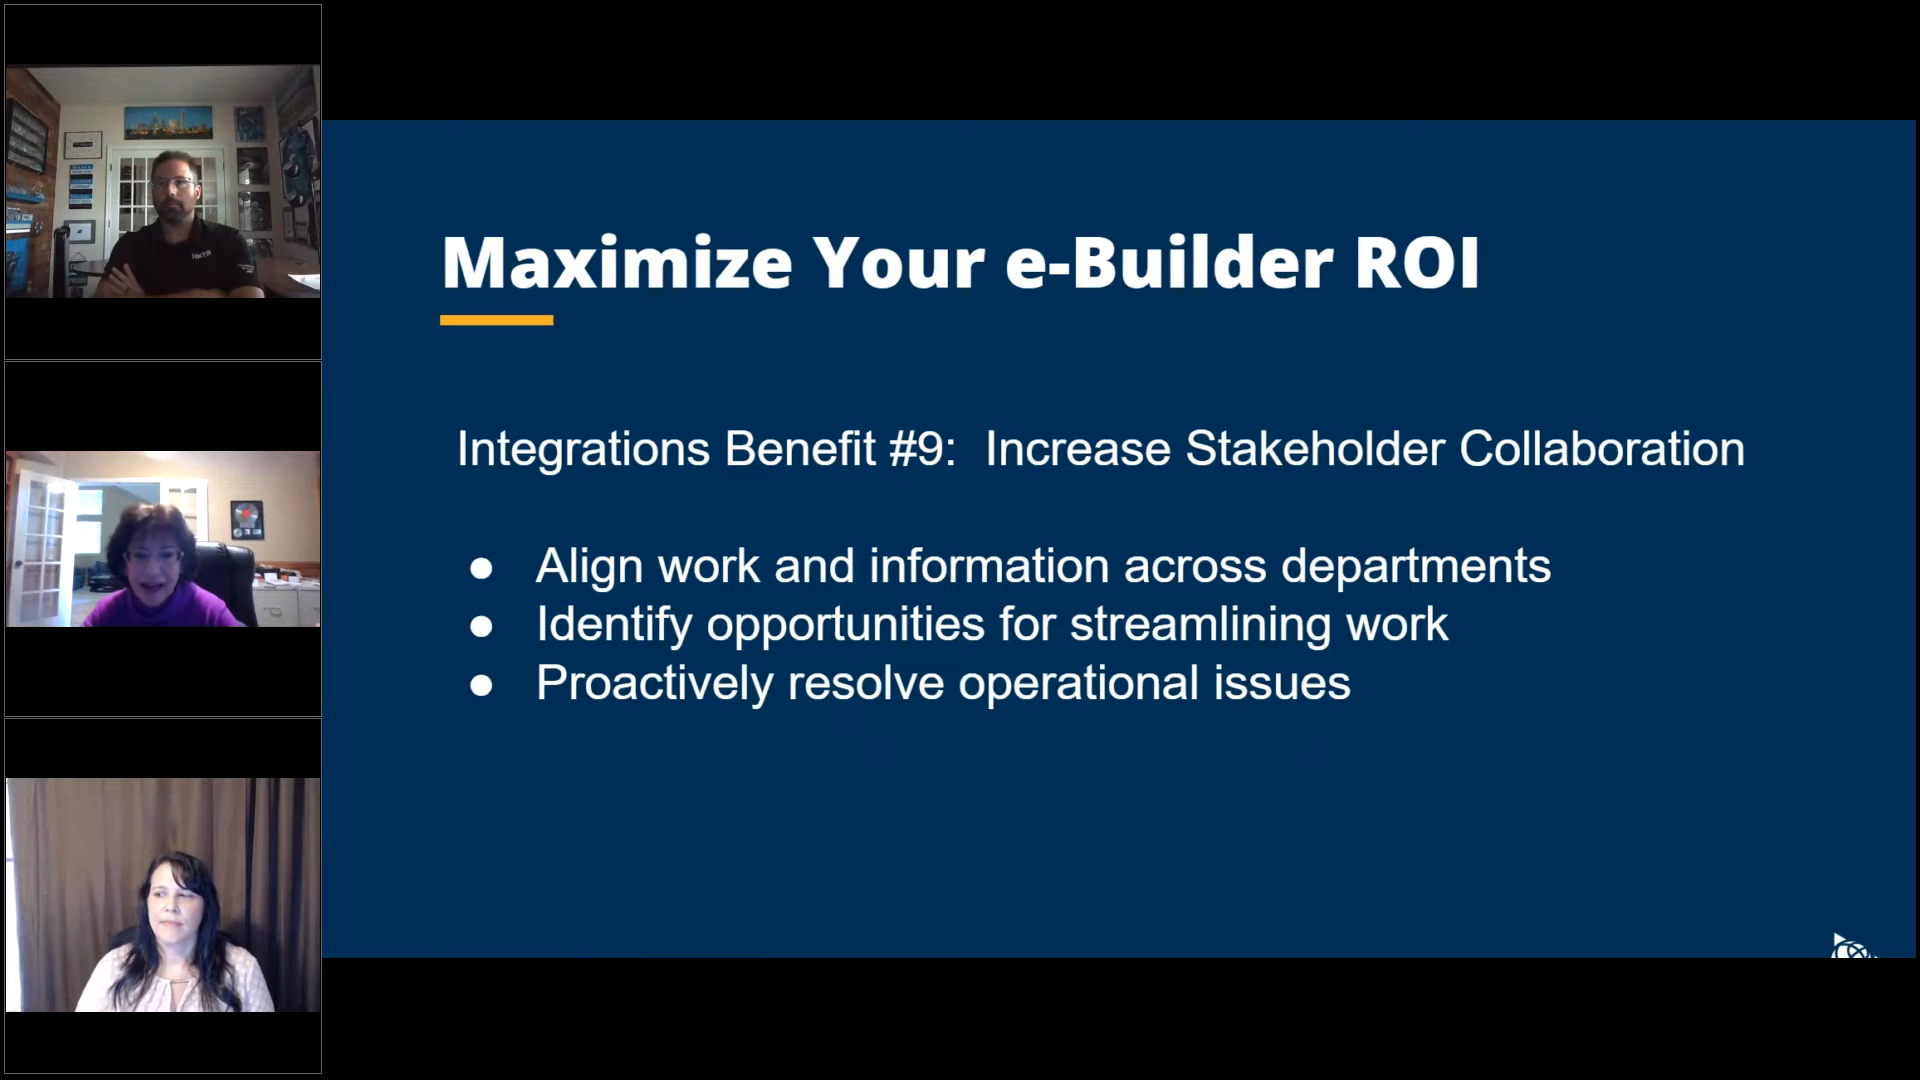 Maximize Your e-Builder ROI
Integrations Benefit #9: Increase Stakeholder Collaboration
● Align work and information across departments
● Identify opportunities for streamlining work
● Proactively resolve operational issues